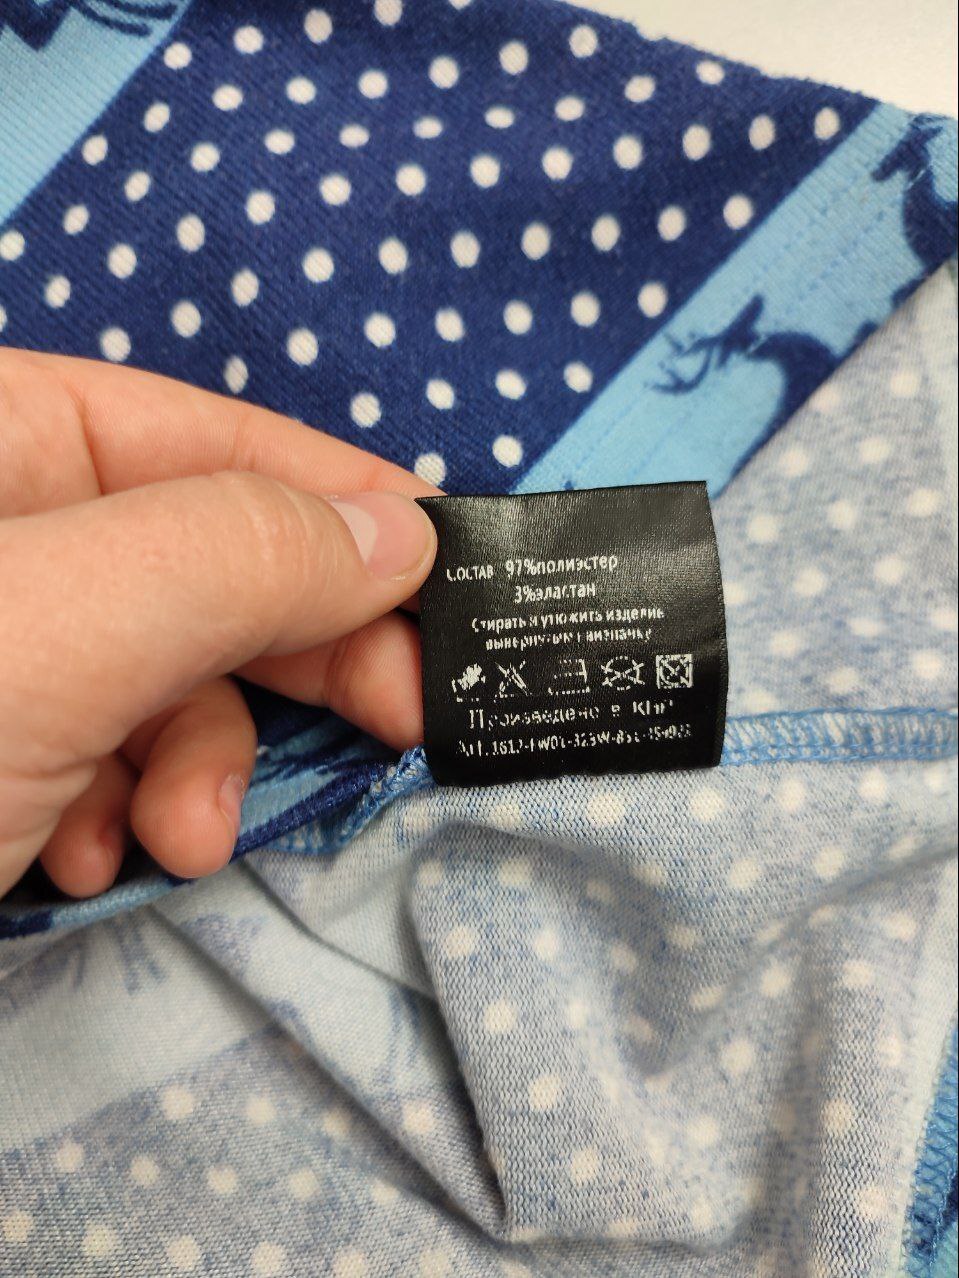 СОСТАВ 97%полиэстер
3%эластан
Стирать и утюжить изделие
вывернутым наизнанку
Произведено в КНР